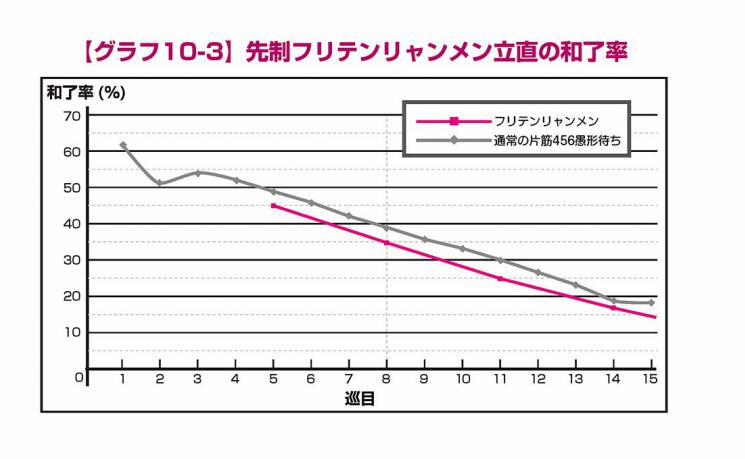 【グラフ10-3】先制フリテンリャンメン立直の和了率
和了率(%)
フリテンリャンメン
通常の片筋456愚形待ち
70
60
50
40
30
20
10
0
1 2 3 4 5 6 7 8 9 10 11 12 13 14 15
巡目